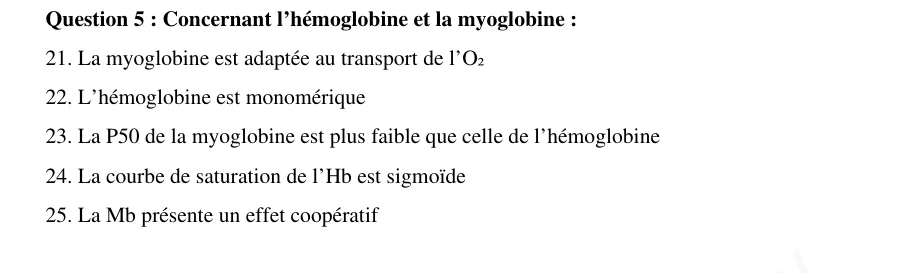 Question 5 : Concernant l’hémoglobine et la myoglobine :
21. La myoglobine est adaptée au transport de l’O₂
22. L’hémoglobine est monomérique
23. La P50 de la myoglobine est plus faible que celle de l’hémoglobine
24. La courbe de saturation de l’Hb est sigmoïde
25. La Mb présente un effet coopératif